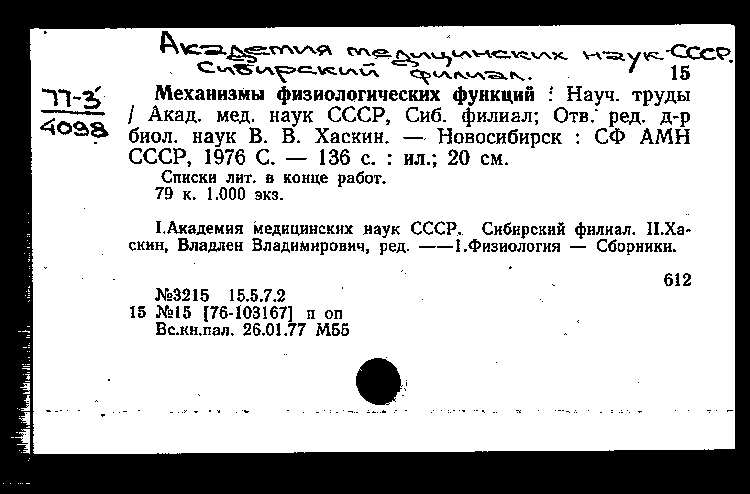 Академия медицинских наук СССР.
Сибирский филиал.
15
77-3
4098
Механизмы физиологических функций : Науч. труды
/ Акад. мед. наук СССР, Сиб. филиал; Отв. ред. д-р
биол. наук В. В. Хаскин. — Новосибирск : СФ АМН
СССР, 1976 С. — 136 с. : ил.; 20 см.
Списки лит. в конце работ.
79 к. 1.000 экз.
I.Академия медицинских наук СССР. Сибирский филиал. II.Ха-
скин, Владлен Владимирович, ред. ——1.Физиология — Сборники.
612
№3215 15.5.7.2
15 №15 [76-103167] п оп
Вс.кн.пал. 26.01.77 М55